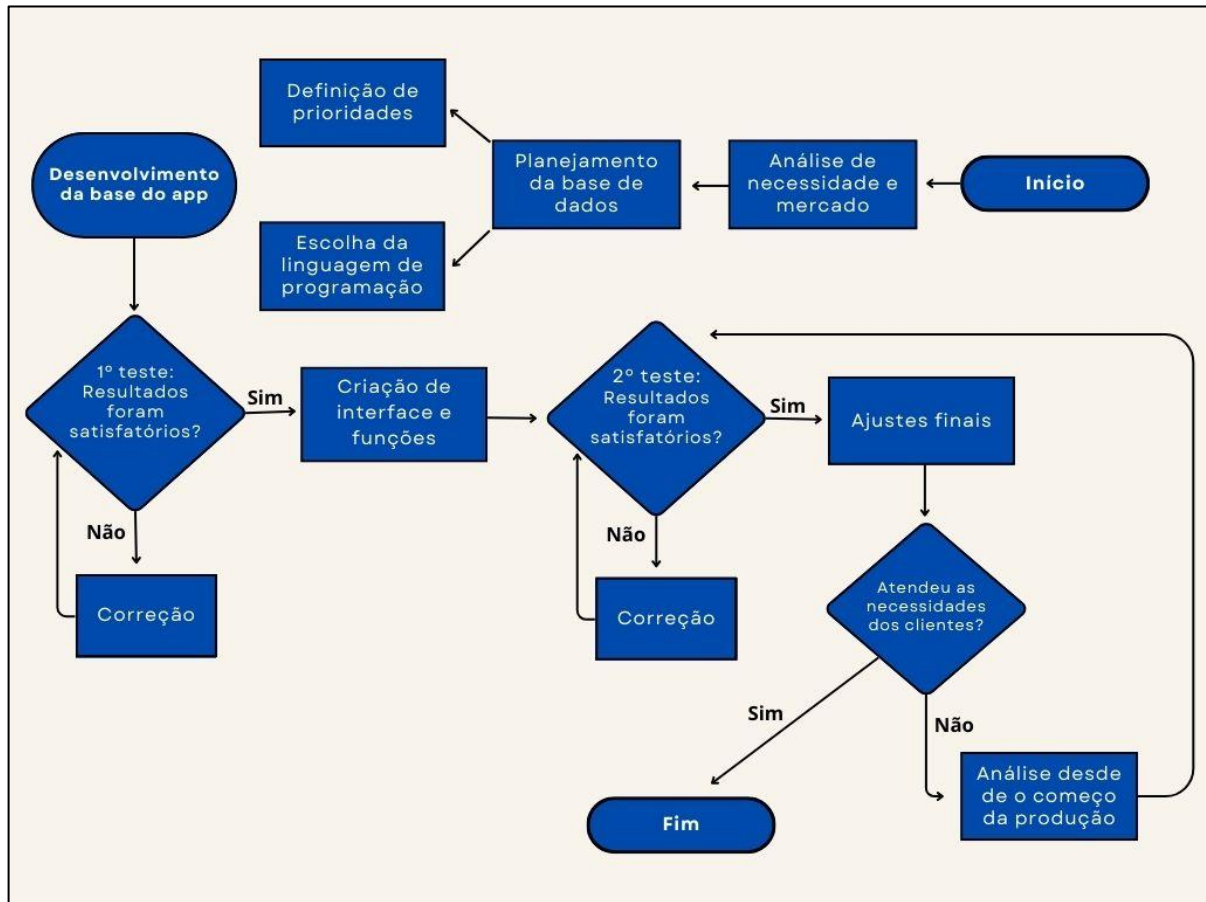 Definição de
prioridades
Desenvolvimento
da base do app
Planejamento
da base de
dados
Análise de
necessidade e
mercado
Início
Escolha da
linguagem de
programação
1º teste:
Resultados
foram
satisfatórios?
Sim
Criação de
interface e
funções
2º teste:
Resultados
foram
satisfatórios?
Sim
Ajustes finais
Não
Correção
Não
Correção
Atendeu as
necessidades
dos clientes?
Sim
Não
Fim
Análise desde
de o começo
da produção